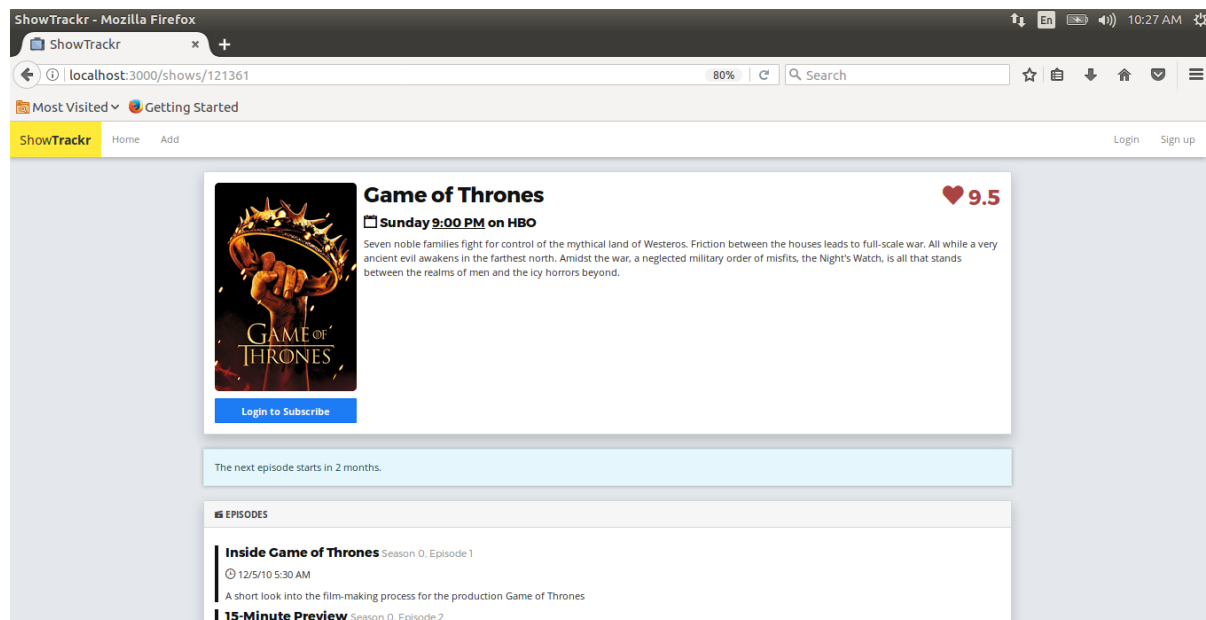 ShowTrackr - Mozilla Firefox
En
10:27 AM
ShowTrackr × +
localhost:3000/shows/121361
80%
Search
Most Visited
Getting Started
ShowTrackr
Home
Add
Login
Sign up
GAME OF
THRONES
Game of Thrones
9.5
Sunday 9:00 PM on HBO
Seven noble families fight for control of the mythical land of Westeros. Friction between the houses leads to full-scale war. All while a very
ancient evil awakens in the farthest north. Amidst the war, a neglected military order of misfits, the Night's Watch, is all that stands
between the realms of men and the icy horrors beyond.
Login to Subscribe
The next episode starts in 2 months.
EPISODES
Inside Game of Thrones Season 0, Episode 1
12/5/10 5:30 AM
A short look into the film-making process for the production Game of Thrones
15-Minute Preview Season 0, Episode 2